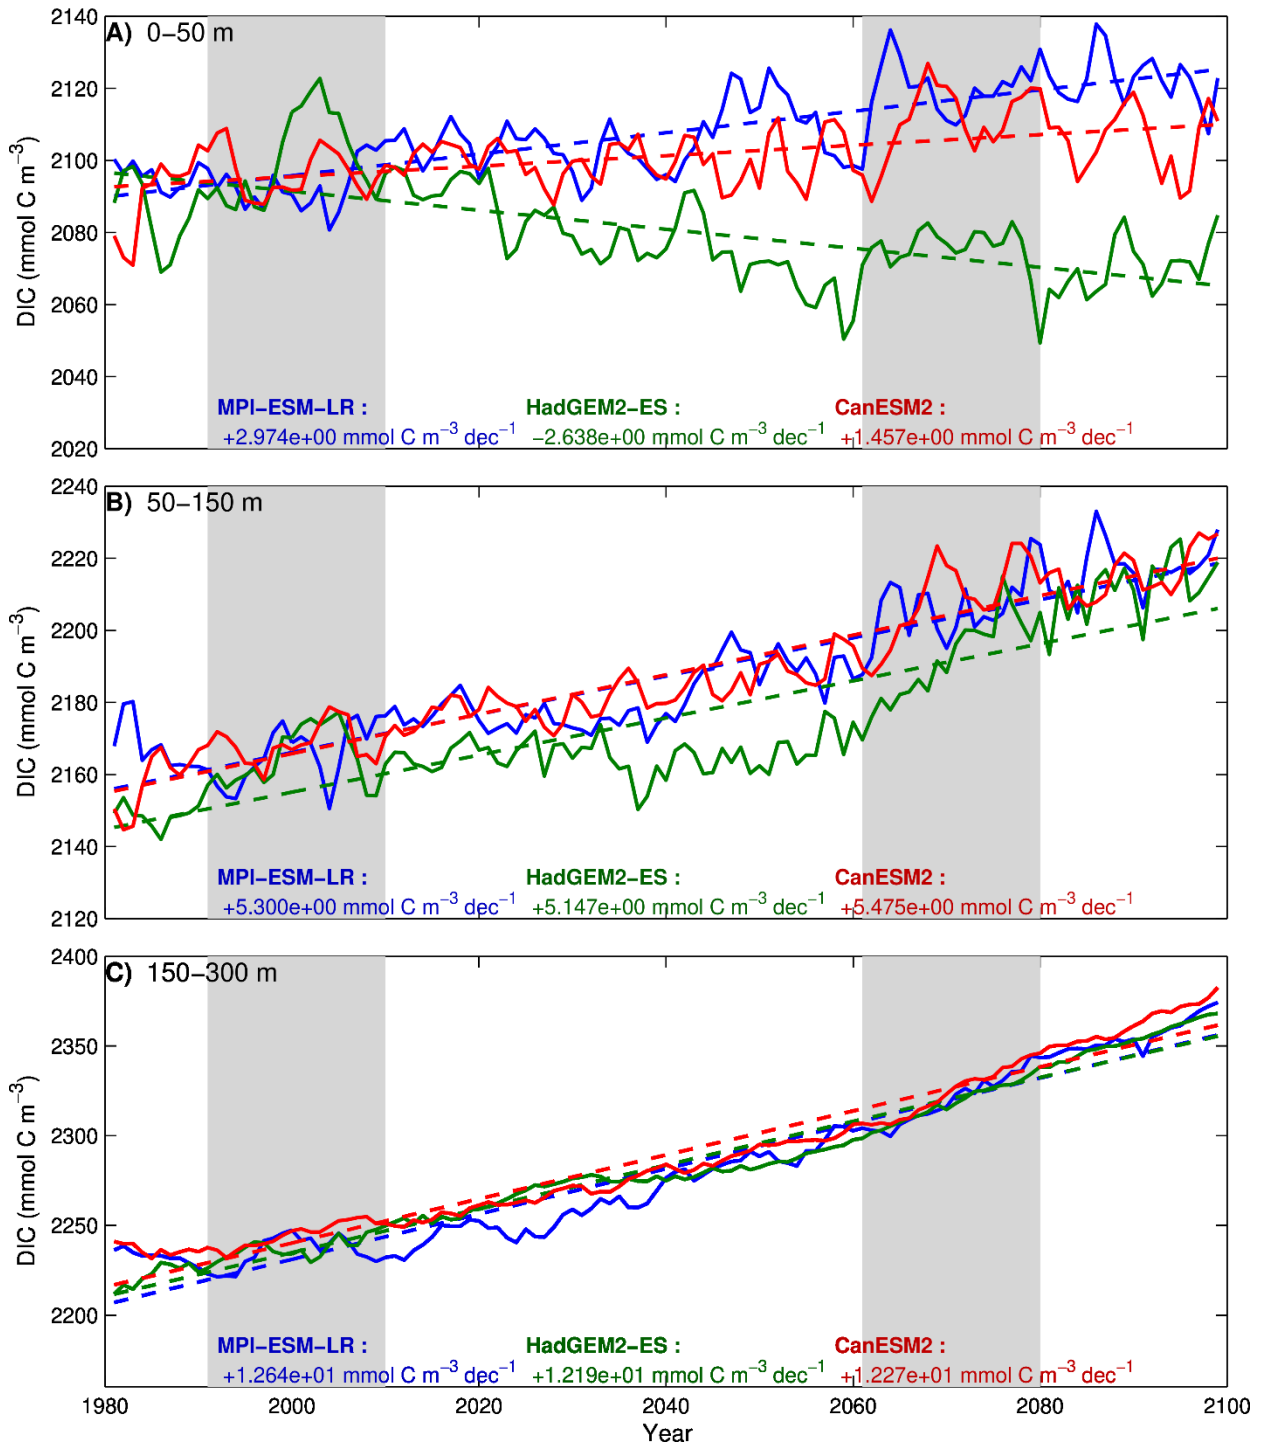 A) 0−50 m
2140
2120
2100
2080
2060
2040
2020
DIC (mmol C m−3)
MPI−ESM−LR : HadGEM2−ES : CanESM2 :
+2.974e+00 mmol C m−3 dec−1 −2.638e+00 mmol C m−3 dec−1 +1.457e+00 mmol C m−3 dec−1
B) 50−150 m
2240
2220
2200
2180
2160
2140
2120
DIC (mmol C m−3)
MPI−ESM−LR : HadGEM2−ES : CanESM2 :
+5.300e+00 mmol C m−3 dec−1 +5.147e+00 mmol C m−3 dec−1 +5.475e+00 mmol C m−3 dec−1
C) 150−300 m
2400
2350
2300
2250
2200
DIC (mmol C m−3)
MPI−ESM−LR : HadGEM2−ES : CanESM2 :
+1.264e+01 mmol C m−3 dec−1 +1.219e+01 mmol C m−3 dec−1 +1.227e+01 mmol C m−3 dec−1
1980 2000 2020 2040 2060 2080 2100
Year